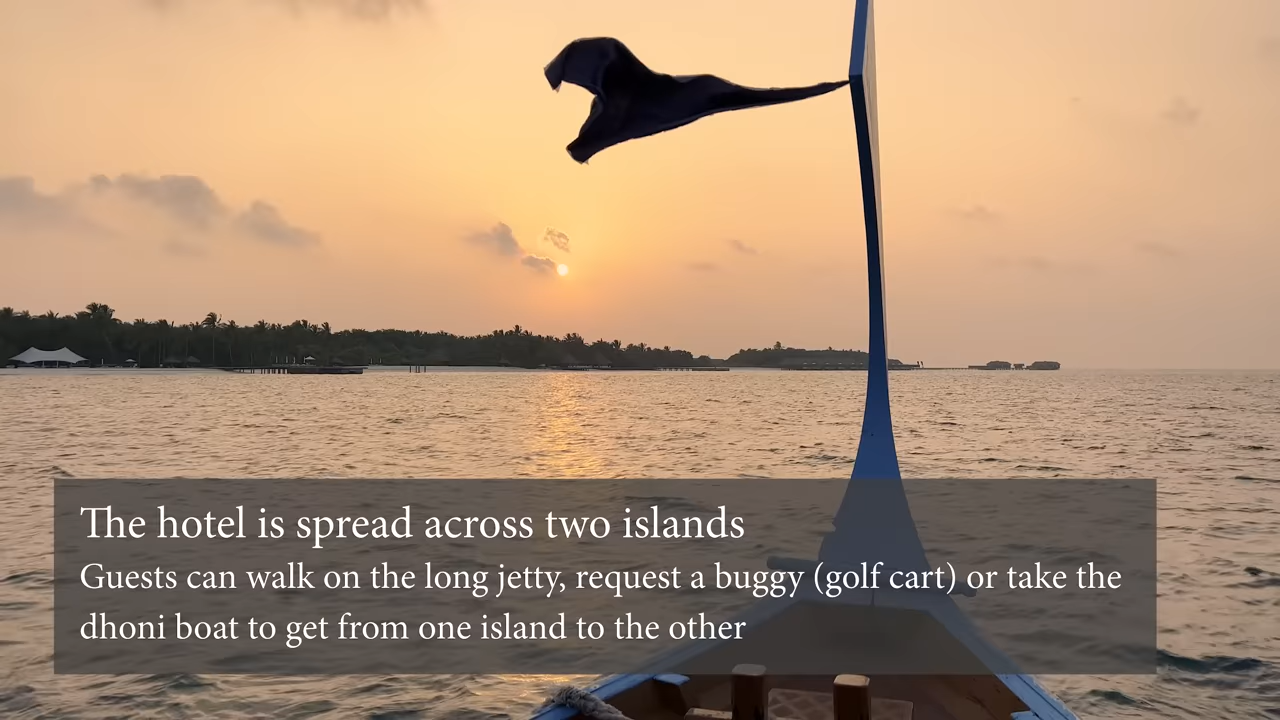 The hotel is spread across two islands
Guests can walk on the long jetty, request a buggy (golf cart) or take the
dhoni boat to get from one island to the other